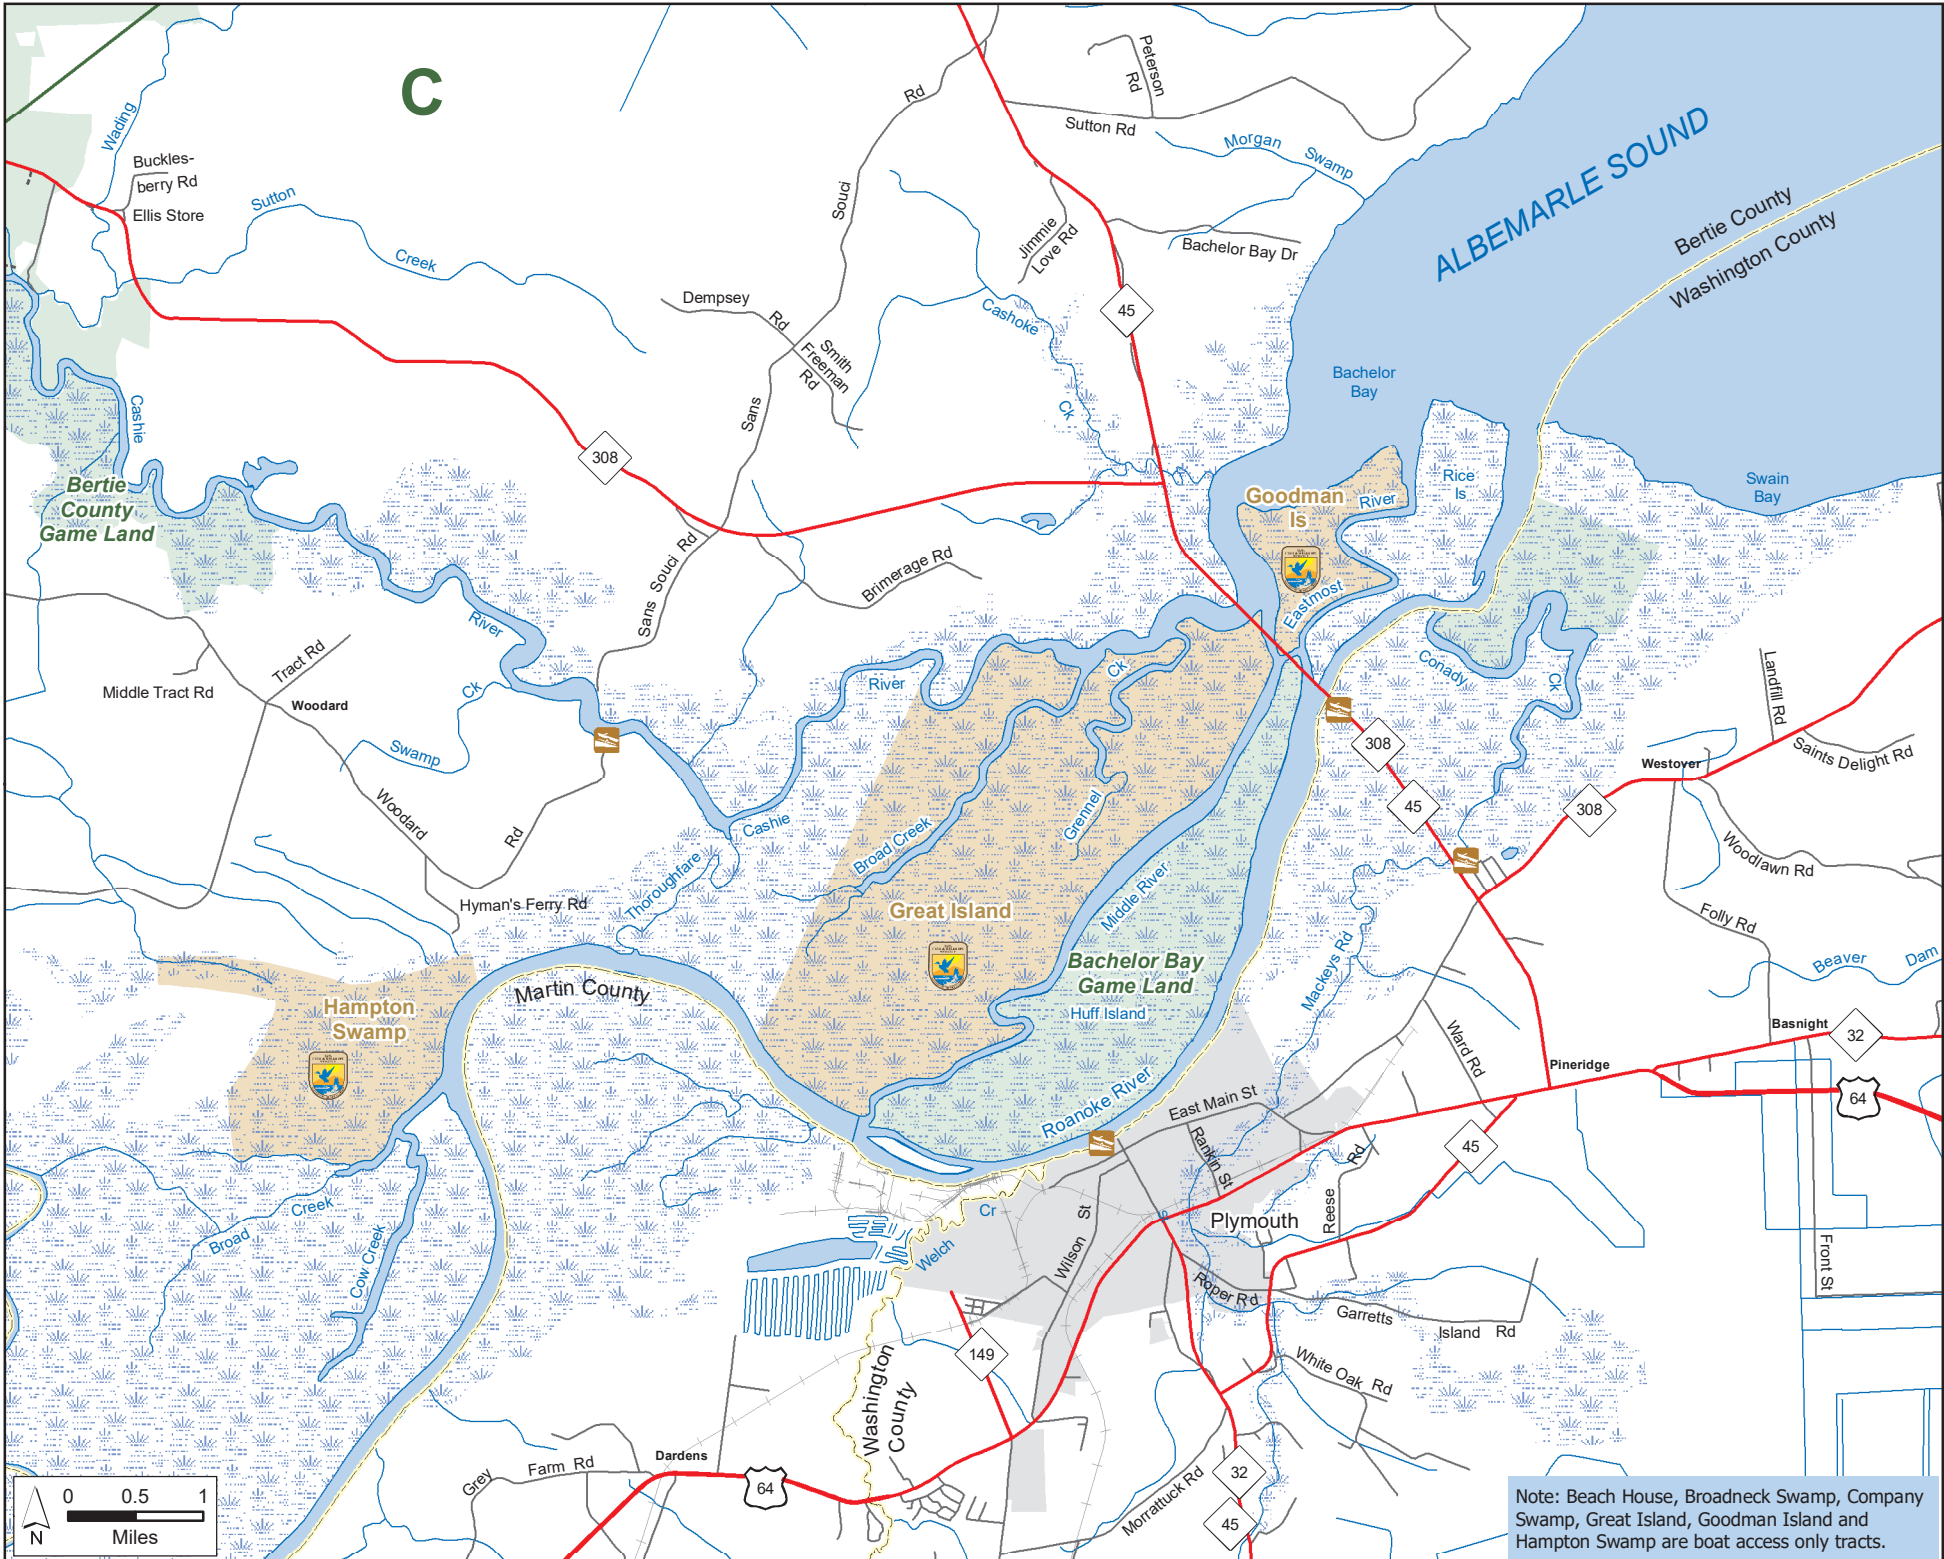 C
Wading
Buckles-
berry Rd
Ellis Store
Sutton
Creek
Rd
Souci
Peterson
Rd
Sutton Rd
Morgan
Swamp
Jimmie
Love Rd
Bachelor Bay Dr
ALBEMARLE SOUND
Bertie County
Washington County
Dempsey
Rd
Smith
Freeman
Rd
Sans
Cashoke
Ck
45
Bachelor
Bay
Cashie
308
Bertie
County
Game Land
Goodman
Is
River
Rice
Is
Swain
Bay
Sans Souci Rd
Brimerage Rd
Eastmost
River
Tract Rd
Middle Tract Rd
Woodard
Ck
Swamp
River
Ck
Conady
Ck
Landfill Rd
Saints Delight Rd
Westover
308
45
308
Woodard
Rd
Cashie
Thoroughfare
Broad Creek
Grennel
Middle River
Woodlawn Rd
Folly Rd
Hyman's Ferry Rd
Great Island
Mackeys Rd
Beaver
Dam
Bachelor Bay
Game Land
Huff Island
Martin County
Hampton
Swamp
Ward Rd
Basnight
32
Pineridge
64
Roanoke River
East Main St
Rankin St
Rd
45
Reese
Plymouth
Creek
Broad
Cow Creek
Cr
Welch
St
Wilson
Roper Rd
Garretts
Island Rd
Front St
149
White Oak Rd
Washington
County
Dardens
Grey
Farm Rd
64
Morrattuck Rd
32
45
0 0.5 1
Miles
N
Note: Beach House, Broadneck Swamp, Company
Swamp, Great Island, Goodman Island and
Hampton Swamp are boat access only tracts.